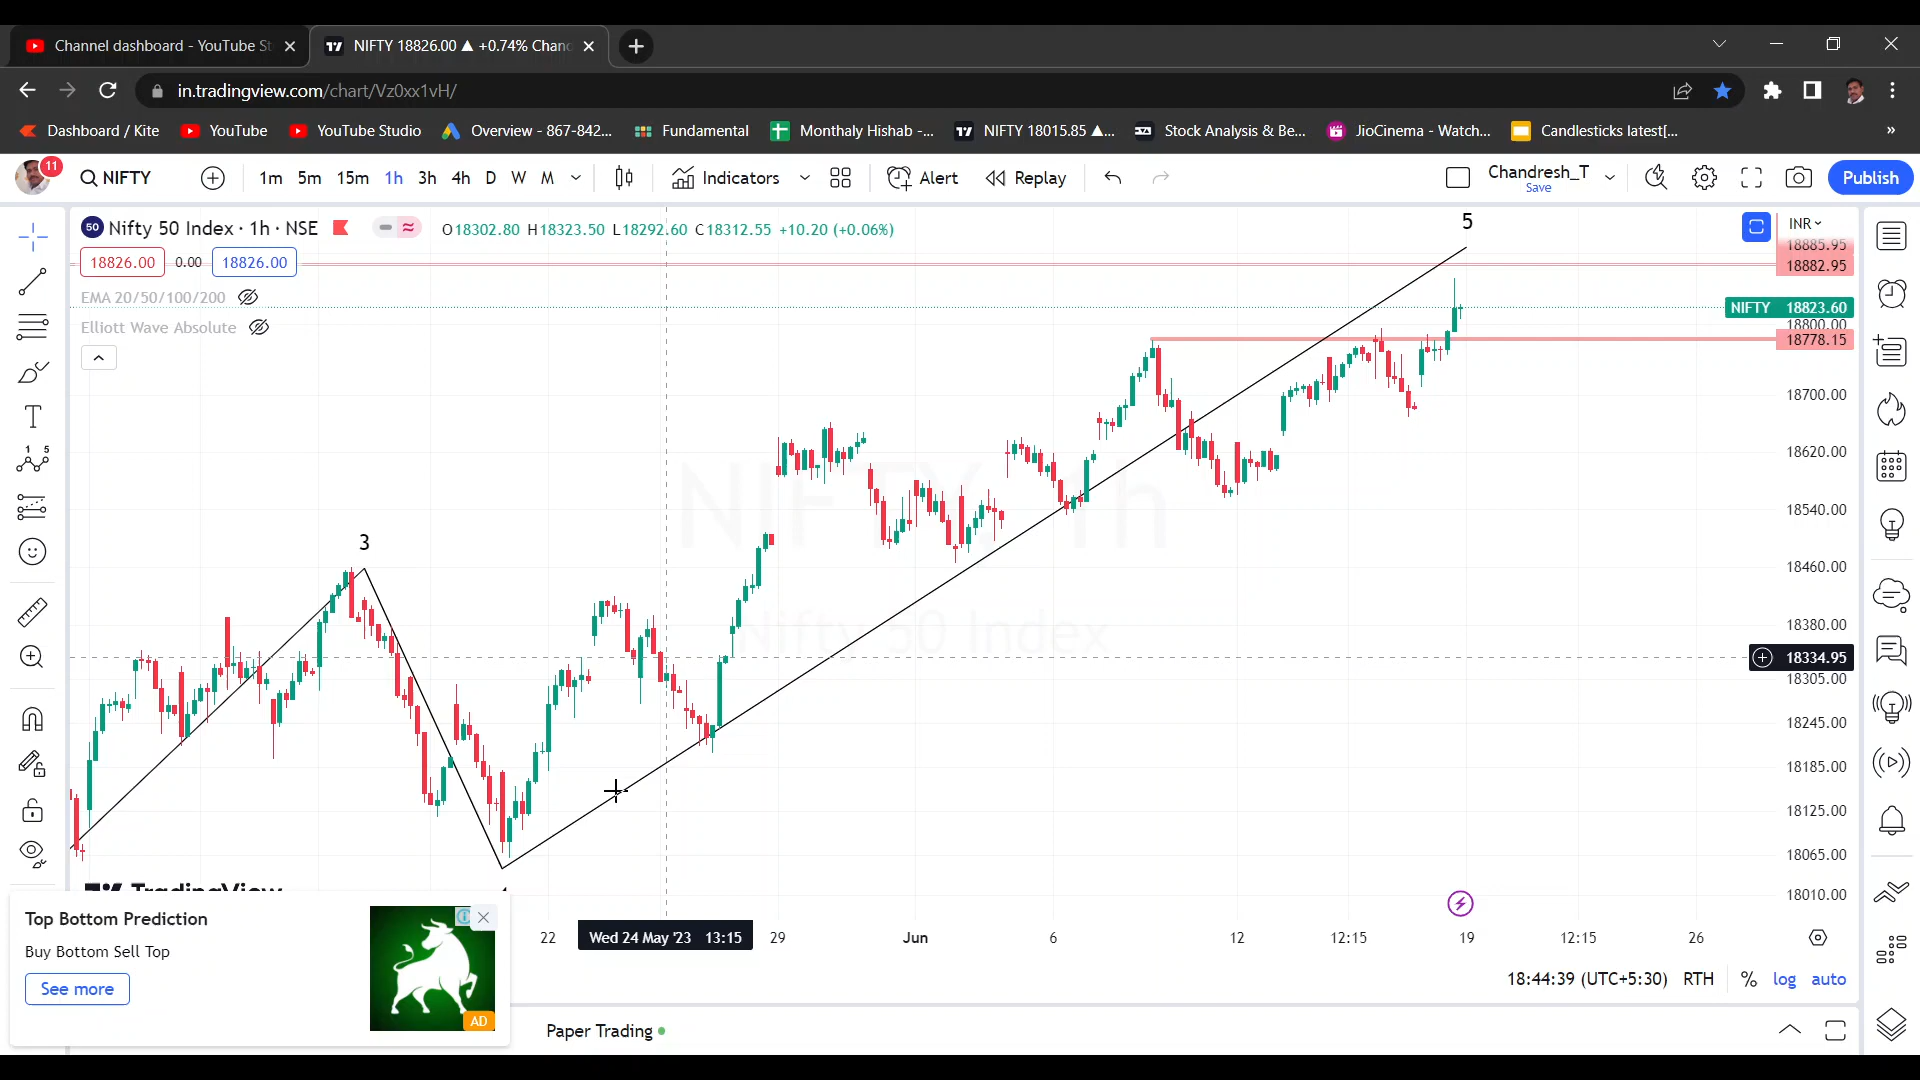 Channel dashboard - YouTube St
NIFTY 18826.00 ▲ +0.74% Chan
in.tradingview.com/chart/Vz0xx1vH/
Dashboard / Kite
YouTube
YouTube Studio
Overview - 867-842...
Fundamental
Monthaly Hishab -...
NIFTY 18015.85 ▲...
Stock Analysis & Be...
JioCinema - Watch...
Candlesticks latest[...
»
11
NIFTY
1m 5m 15m 1h 3h 4h D W M
Indicators
Alert
Replay
Chandresh_T
Save
Publish
50 Nifty 50 Index · 1h · NSE
O18302.80 H18323.50 L18292.60 C18312.55 +10.20 (+0.06%)
INR
18826.00 0.00 18826.00
EMA 20/50/100/200
Elliott Wave Absolute
5
3
NIFTY, 1h
Nifty 50 Index
18885.95
18882.95
NIFTY 18823.60
18800.00
18778.15
18700.00
18620.00
18540.00
18460.00
18380.00
18334.95
18305.00
18245.00
18185.00
18125.00
18065.00
18010.00
TradingView
22
Wed 24 May '23 13:15
29
Jun
6
12
12:15
19
12:15
26
Top Bottom Prediction
Buy Bottom Sell Top
See more
AD
18:44:39 (UTC+5:30) RTH % log auto
Paper Trading